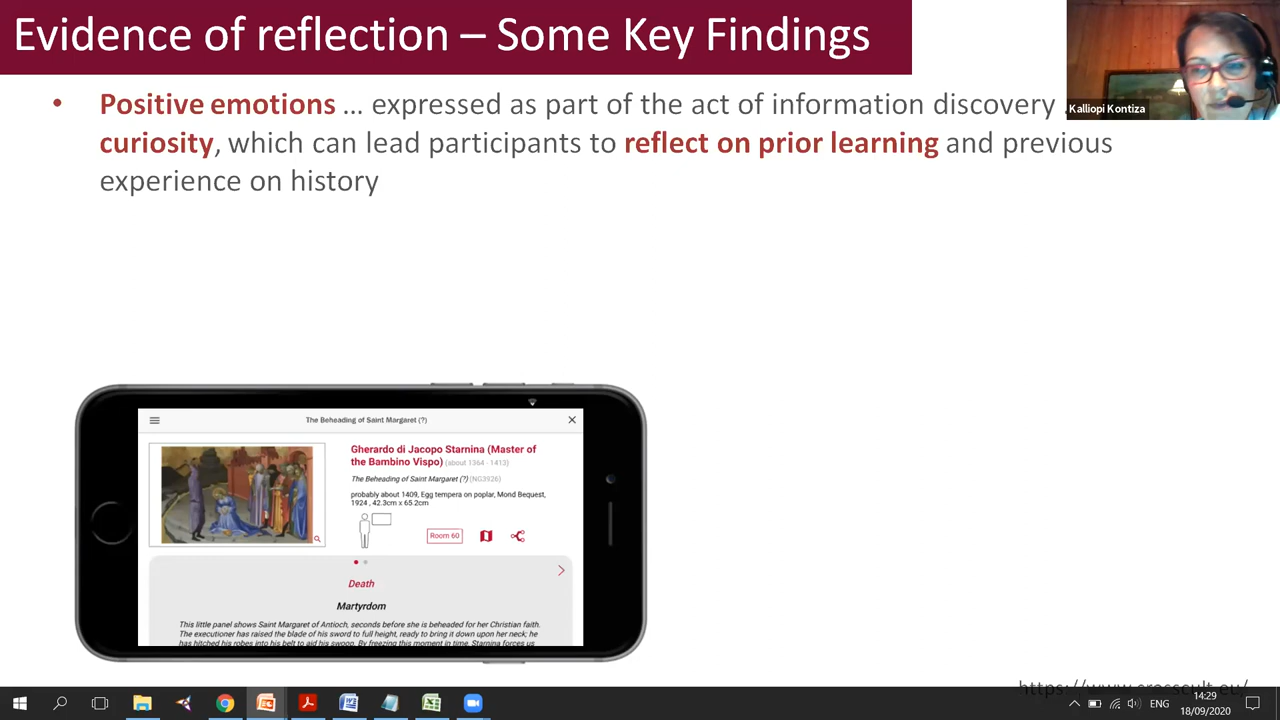 Evidence of reflection – Some Key Findings
Kalliopi Kontiza
• Positive emotions ... expressed as part of the act of information discovery
curiosity, which can lead participants to reflect on prior learning and previous
experience on history
The Beheading of Saint Margaret (?)
Gherardo di Jacopo Starnina (Master of
the Bambino Vispo) (about 1364 - 1413)
The Beheading of Saint Margaret (?) (NG3926)
probably about 1409, Egg tempera on poplar, Mond Bequest,
1924 , 42.3cm x 65.2cm
Room 60
Death
Martyrdom
This little panel shows Saint Margaret of Antioch, seconds before she is beheaded for her Christian faith.
The executioner has raised the blade of his sword to full height, ready to bring it down upon her neck; he
has hitched his robes into his belt to aid his swoop. By freezing this moment in time, Starnina forces us
https://www.crosscult.eu/
ENG
14:29
18/09/2020